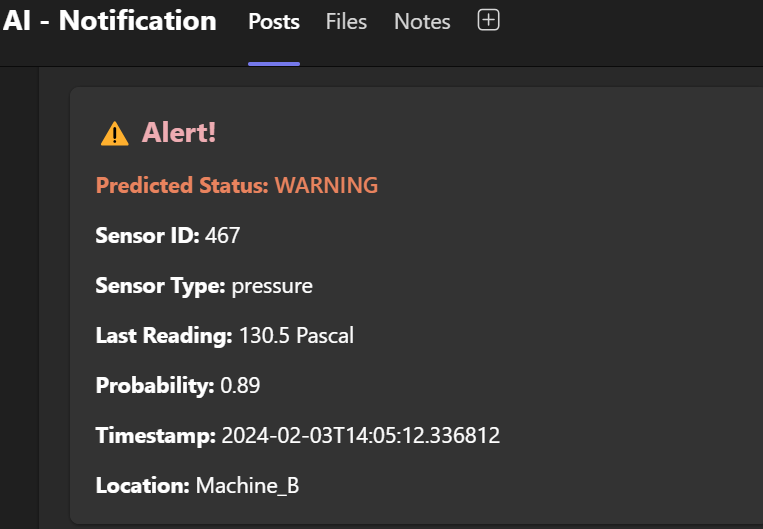 AI - Notification Posts Files Notes
Alert!
Predicted Status: WARNING
Sensor ID: 467
Sensor Type: pressure
Last Reading: 130.5 Pascal
Probability: 0.89
Timestamp: 2024-02-03T14:05:12.336812
Location: Machine_B